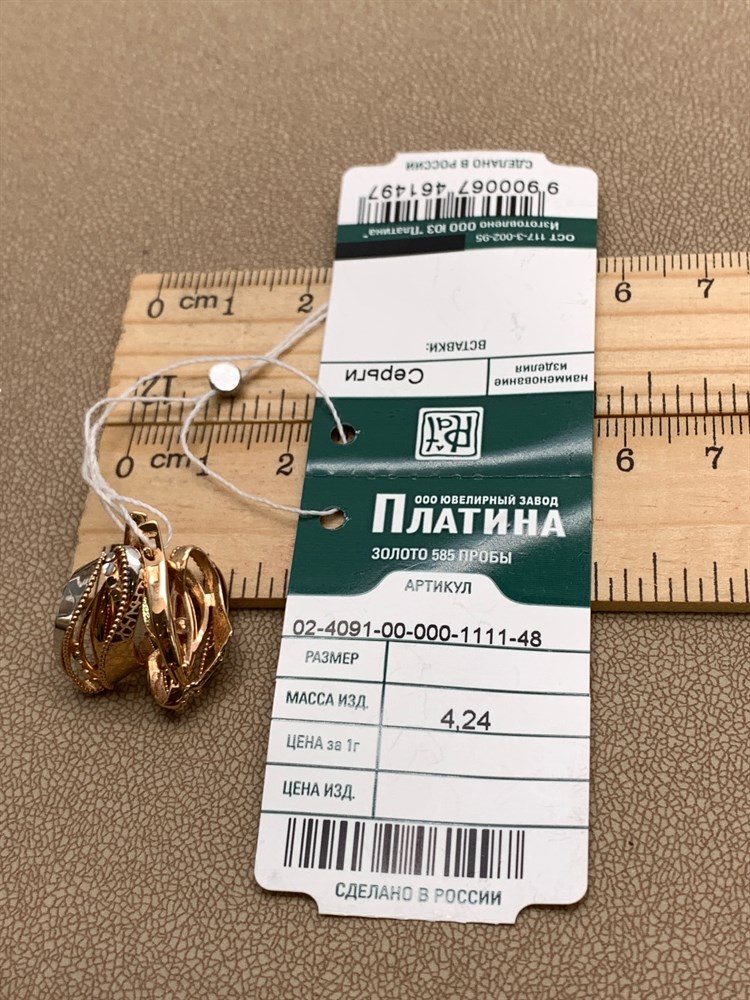 СДЕЛАНО В РОССИИ
9 900067 461497
Изготовлено ООО ЮЗ "Платина"
ОСТ 117-3-002-95
ВСТАВКИ:
наименование изделия
Серьги
0 cm 1 2 6 7
12
0 cm 1 2 6 7
Plat
ООО ЮВЕЛИРНЫЙ ЗАВОД
ПЛАТИНА
ЗОЛОТО 585 ПРОБЫ
АРТИКУЛ
02-4091-00-000-1111-48
РАЗМЕР
МАССА ИЗД. 4,24
ЦЕНА за 1г
ЦЕНА ИЗД.
СДЕЛАНО В РОССИИ